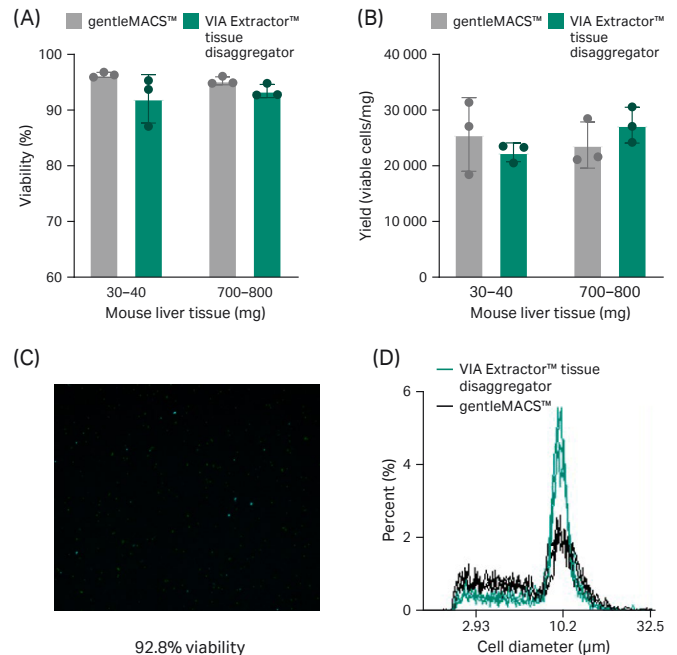 (A)
gentleMACS™
VIA Extractor™
tissue
disaggregator
100
90
80
70
60
Viability (%)
30–40
700–800
Mouse liver tissue (mg)
(B)
gentleMACS™
VIA Extractor™
tissue
disaggregator
40 000
30 000
20 000
10 000
0
Yield (viable cells/mg)
30–40
700–800
Mouse liver tissue (mg)
(C)
92.8% viability
(D)
VIA Extractor™ tissue
disaggregator
gentleMACS™
6
4
2
0
Percent (%)
2.93
10.2
32.5
Cell diameter (µm)